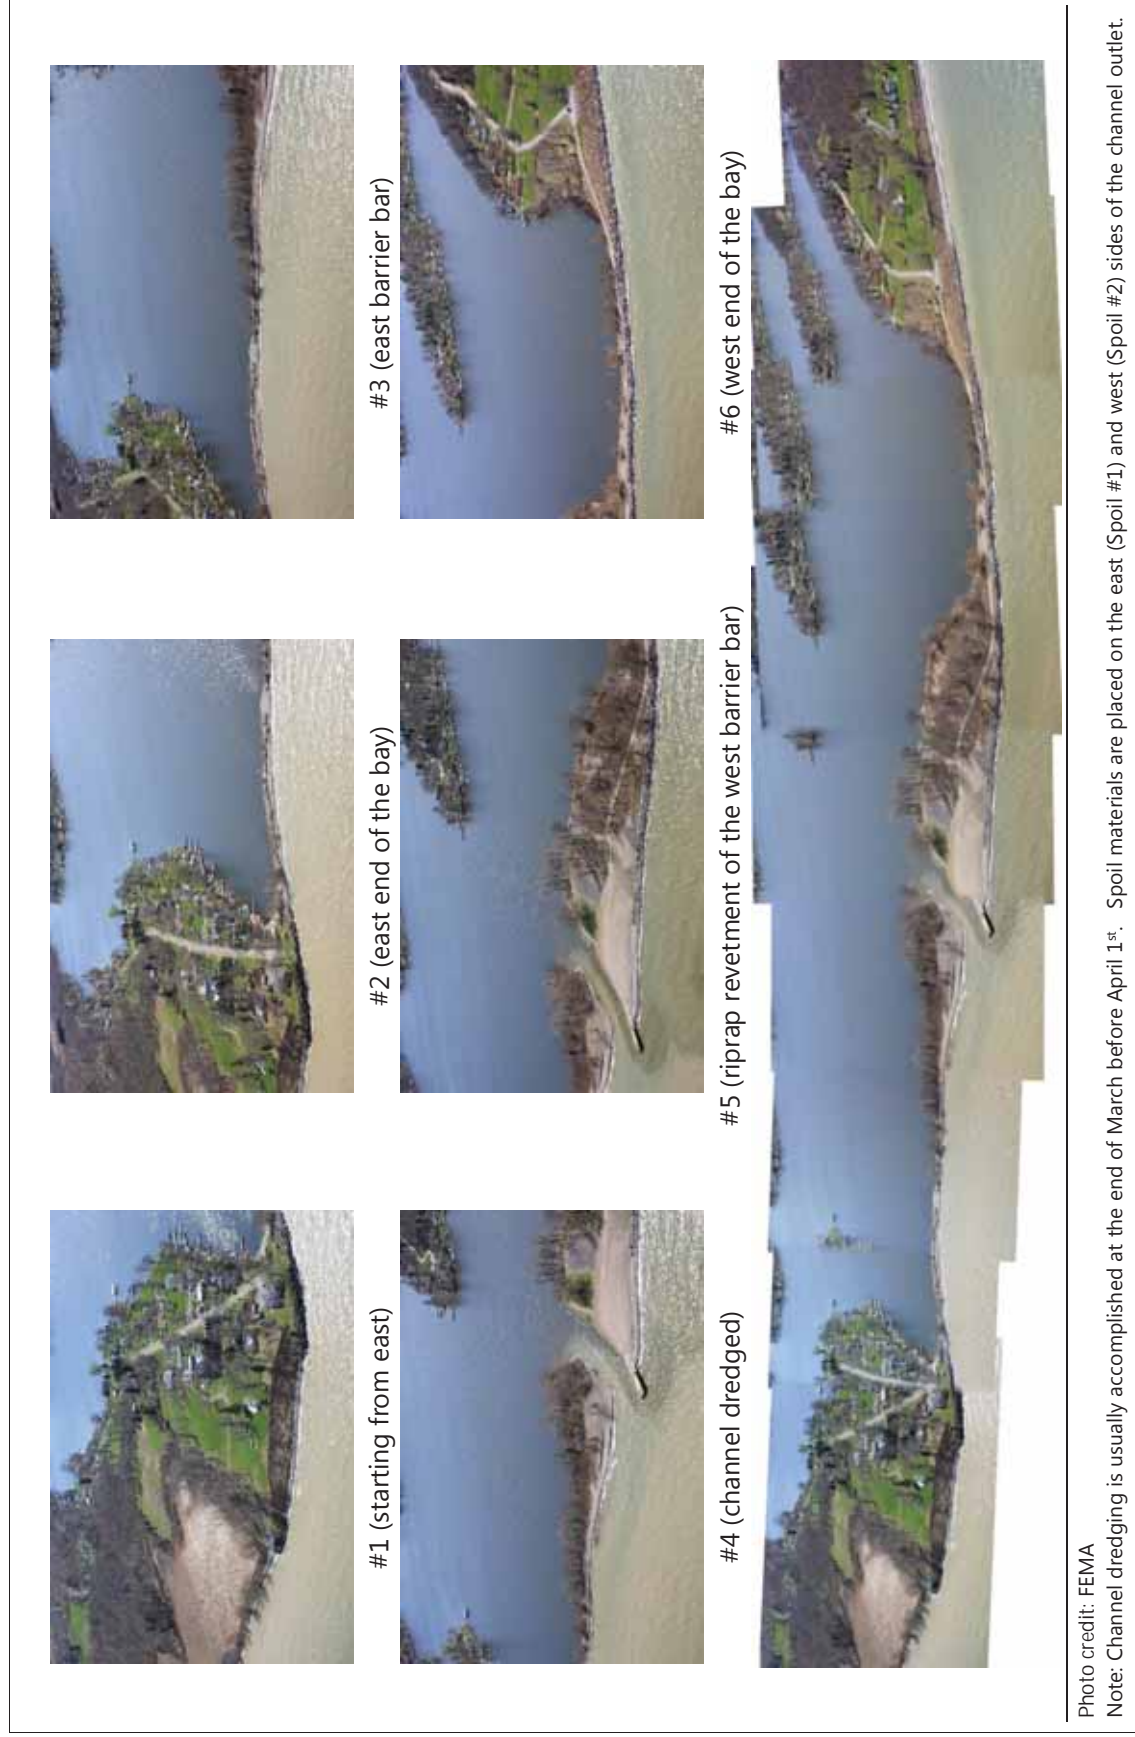 #1 (starting from east)
#2 (east end of the bay)
#3 (east barrier bar)
#4 (channel dredged)
#5 (riprap revetment of the west barrier bar)
#6 (west end of the bay)
Photo credit: FEMA
Note: Channel dredging is usually accomplished at the end of March before April 1st. Spoil materials are placed on the east (Spoil #1) and west (Spoil #2) sides of the channel outlet.